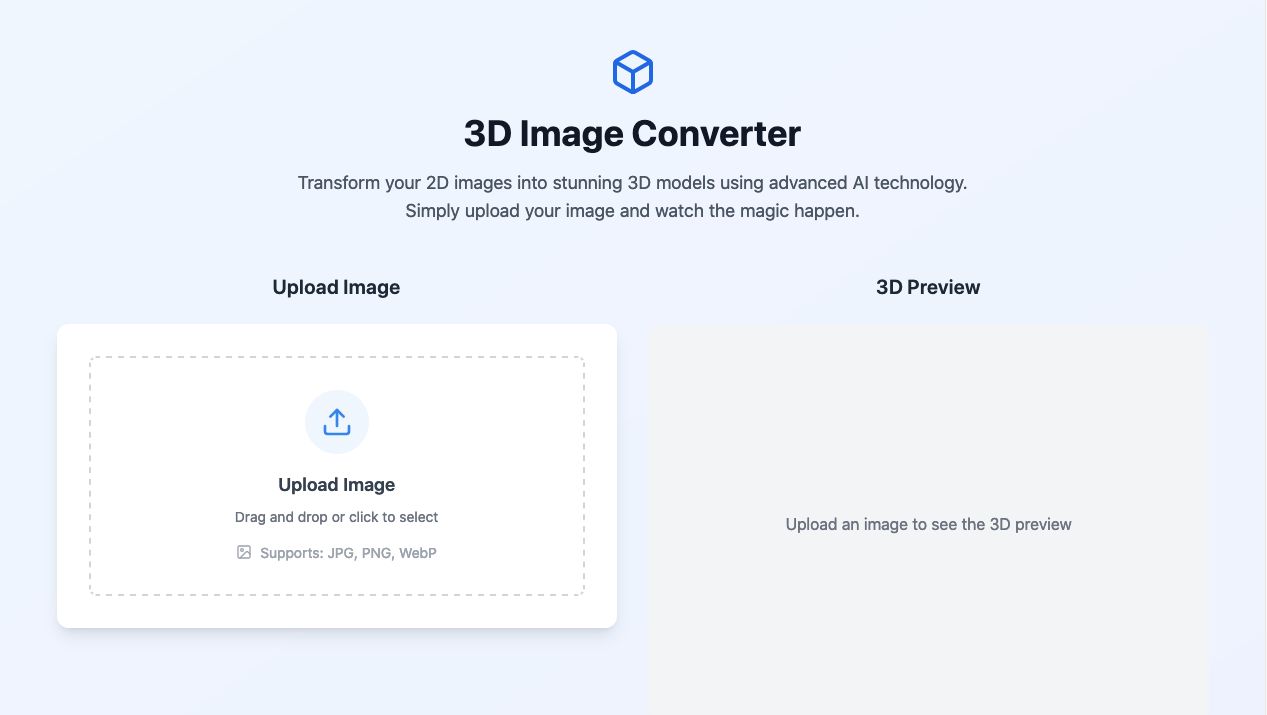 3D Image Converter
Transform your 2D images into stunning 3D models using advanced AI technology.
Simply upload your image and watch the magic happen.
Upload Image
3D Preview
Upload Image
Drag and drop or click to select
Supports: JPG, PNG, WebP
Upload an image to see the 3D preview